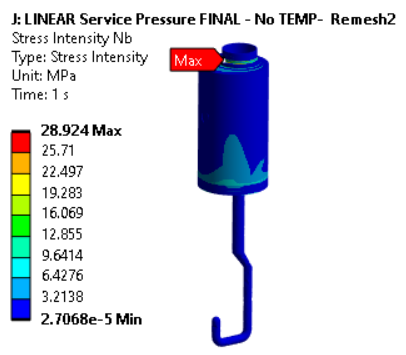 J: LINEAR Service Pressure FINAL - No TEMP-  Remesh2
Stress Intensity Nb
Type: Stress Intensity
Unit: MPa
Time: 1 s
Max
28.924 Max
25.71
22.497
19.283
16.069
12.855
9.6414
6.4276
3.2138
2.7068e-5 Min